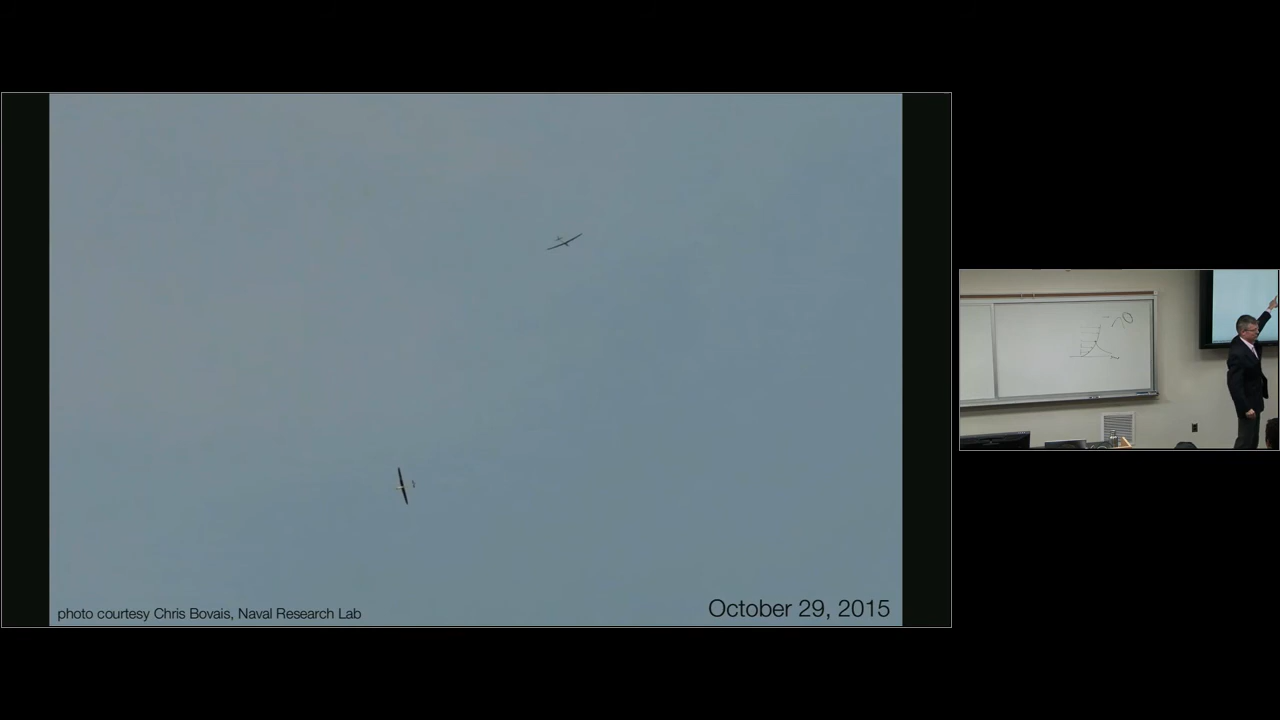 photo courtesy Chris Bovais, Naval Research Lab
October 29, 2015